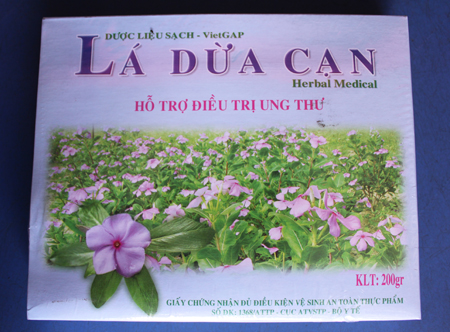 DƯỢC LIỆU SẠCH - VietGAP
LÁ DỪA CẠN
Herbal Medical
HỖ TRỢ ĐIỀU TRỊ UNG THƯ
KLT: 200gr
GIẤY CHỨNG NHẬN ĐỦ ĐIỀU KIỆN VỆ SINH AN TOÀN THỰC PHẨM
SỐ DK: 1368/ATTP - CỤC ATVSTP - BỘ Y TẾ